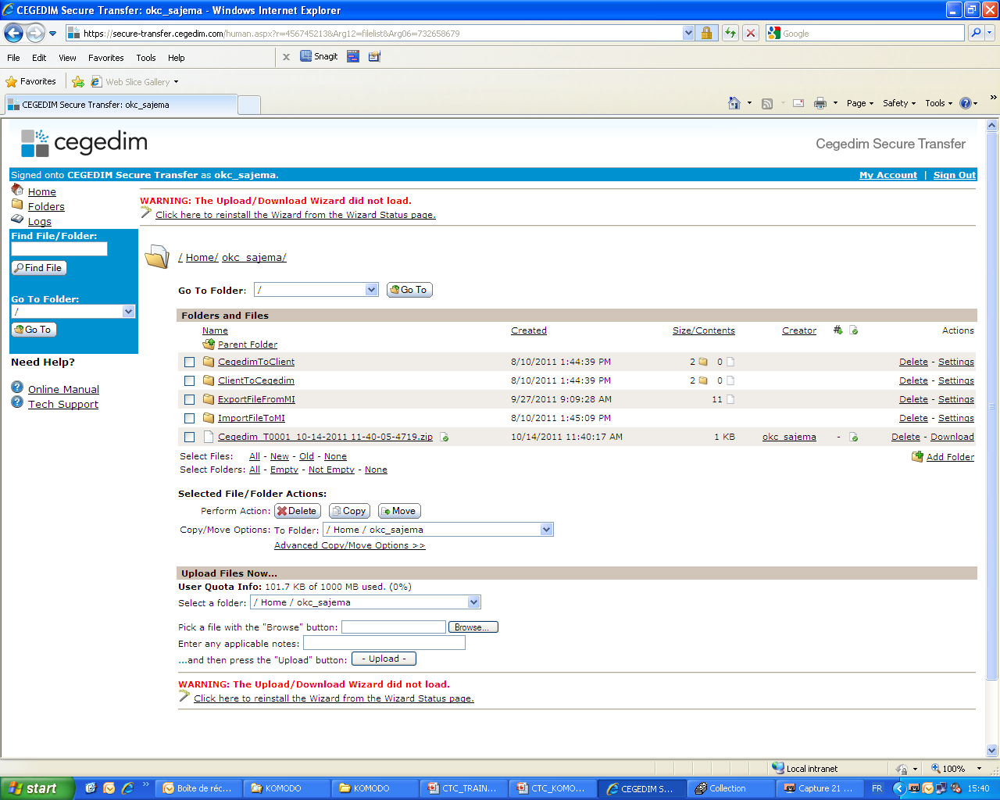 CEGEDIM Secure Transfer: okc_sajema - Windows Internet Explorer
https://secure-transfer.cegedim.com/human.aspx?r=456745213&Arg12=filelist&Arg06=732658679
Google
File Edit View Favorites Tools Help
x Snagit
Favorites Web Slice Gallery
CEGEDIM Secure Transfer: okc_sajema
Page Safety Tools »
cegedim
Cegedim Secure Transfer
Signed onto CEGEDIM Secure Transfer as okc_sajema.
My Account | Sign Out
Home
Folders
Logs
Find File/Folder:
Find File
Go To Folder:
/
Go To
Need Help?
Online Manual
Tech Support
WARNING: The Upload/Download Wizard did not load.
Click here to reinstall the Wizard from the Wizard Status page.
/ Home/ okc_sajema/
Go To Folder: / Go To
Folders and Files
Name Created Size/Contents Creator # Actions
Parent Folder
CegedimToClient 8/10/2011 1:44:39 PM 2 0 Delete - Settings
ClientToCegedim 8/10/2011 1:44:39 PM 2 0 Delete - Settings
ExportFileFromMI 9/27/2011 9:09:28 AM 11 Delete - Settings
ImportFileToMI 8/10/2011 1:45:09 PM Delete - Settings
Cegedim_T0001_10-14-2011 11-40-05-4719.zip 10/14/2011 11:40:17 AM 1 KB okc_sajema - Delete - Download
Select Files: All - New - Old - None
Add Folder
Select Folders: All - Empty - Not Empty - None
Selected File/Folder Actions:
Perform Action: Delete Copy Move
Copy/Move Options: To Folder: / Home / okc_sajema
Advanced Copy/Move Options >>
Upload Files Now...
User Quota Info: 101.7 KB of 1000 MB used. (0%)
Select a folder: / Home / okc_sajema
Pick a file with the "Browse" button: Browse...
Enter any applicable notes:
...and then press the "Upload" button: - Upload -
WARNING: The Upload/Download Wizard did not load.
Click here to reinstall the Wizard from the Wizard Status page.
Local intranet 100%
start » Boîte de réc... KOMODO KOMODO CTC_TRAIN... CTC_KOMO... CEGEDIM S... Collection Capture 21 ... FR 15:40